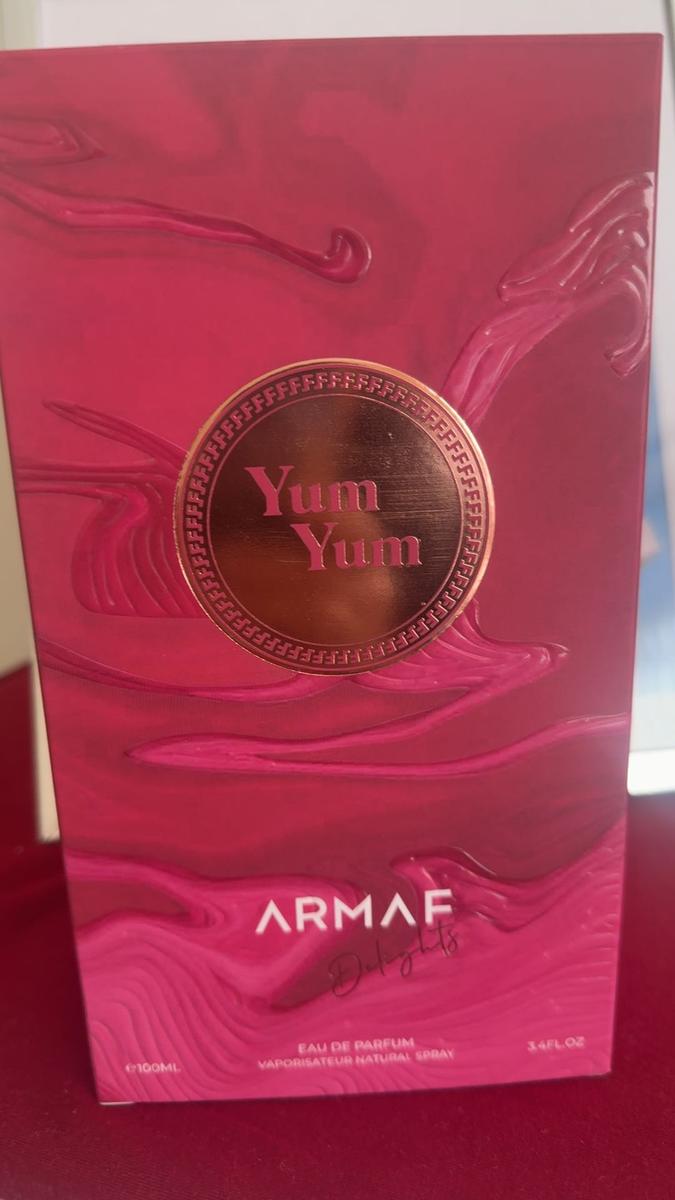 Yum
Yum
ARMAF
Delights
EAU DE PARFUM
VAPORISATEUR NATURAL SPRAY
℮100ML
3.4FL.OZ